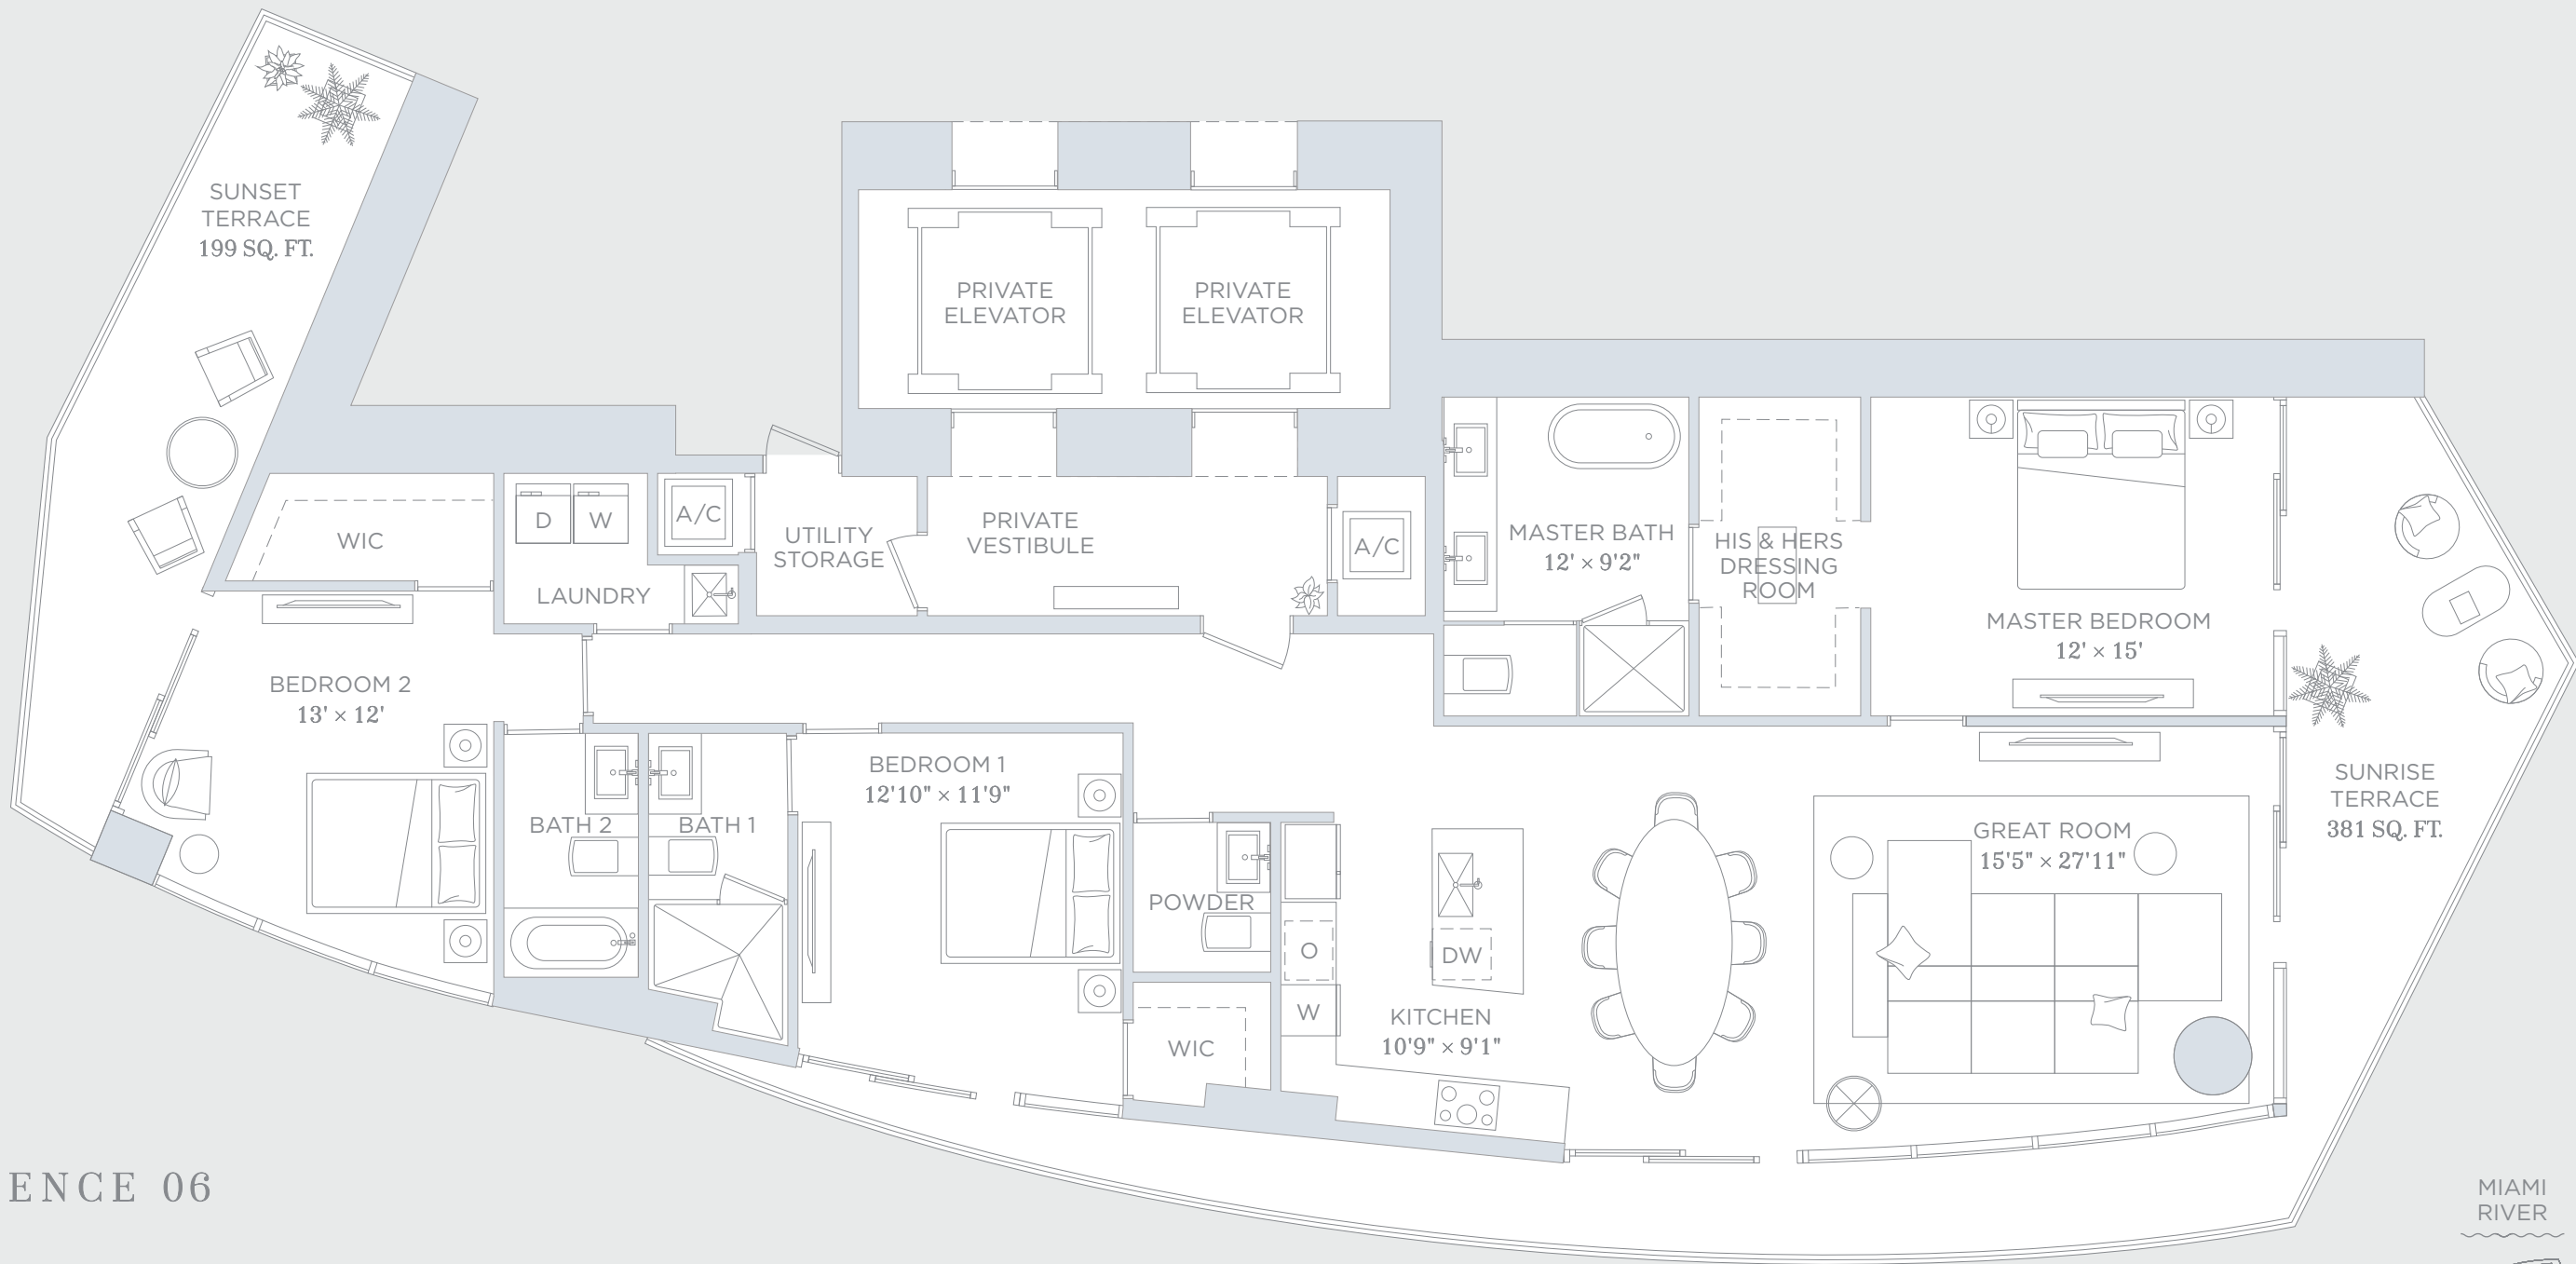 SUNSET
TERRACE
199 SQ. FT.
PRIVATE
ELEVATOR
PRIVATE
ELEVATOR
WIC
D
W
A/C
LAUNDRY
UTILITY
STORAGE
PRIVATE
VESTIBULE
A/C
MASTER BATH
12' × 9'2"
HIS & HERS
DRESSING
ROOM
MASTER BEDROOM
12' × 15'
BEDROOM 2
13' × 12'
BATH 2
BATH 1
BEDROOM 1
12'10" × 11'9"
POWDER
WIC
O
W
DW
KITCHEN
10'9" × 9'1"
GREAT ROOM
15'5" × 27'11"
SUNRISE
TERRACE
381 SQ. FT.
ENCE 06
MIAMI
RIVER